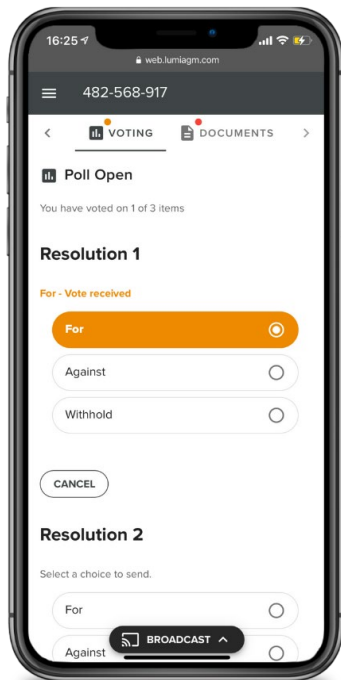 16:25
web.lumiagm.com
482-568-917
VOTING
DOCUMENTS
Poll Open
You have voted on 1 of 3 items
Resolution 1
For - Vote received
For
Against
Withhold
CANCEL
Resolution 2
Select a choice to send.
For
BROADCAST
Against